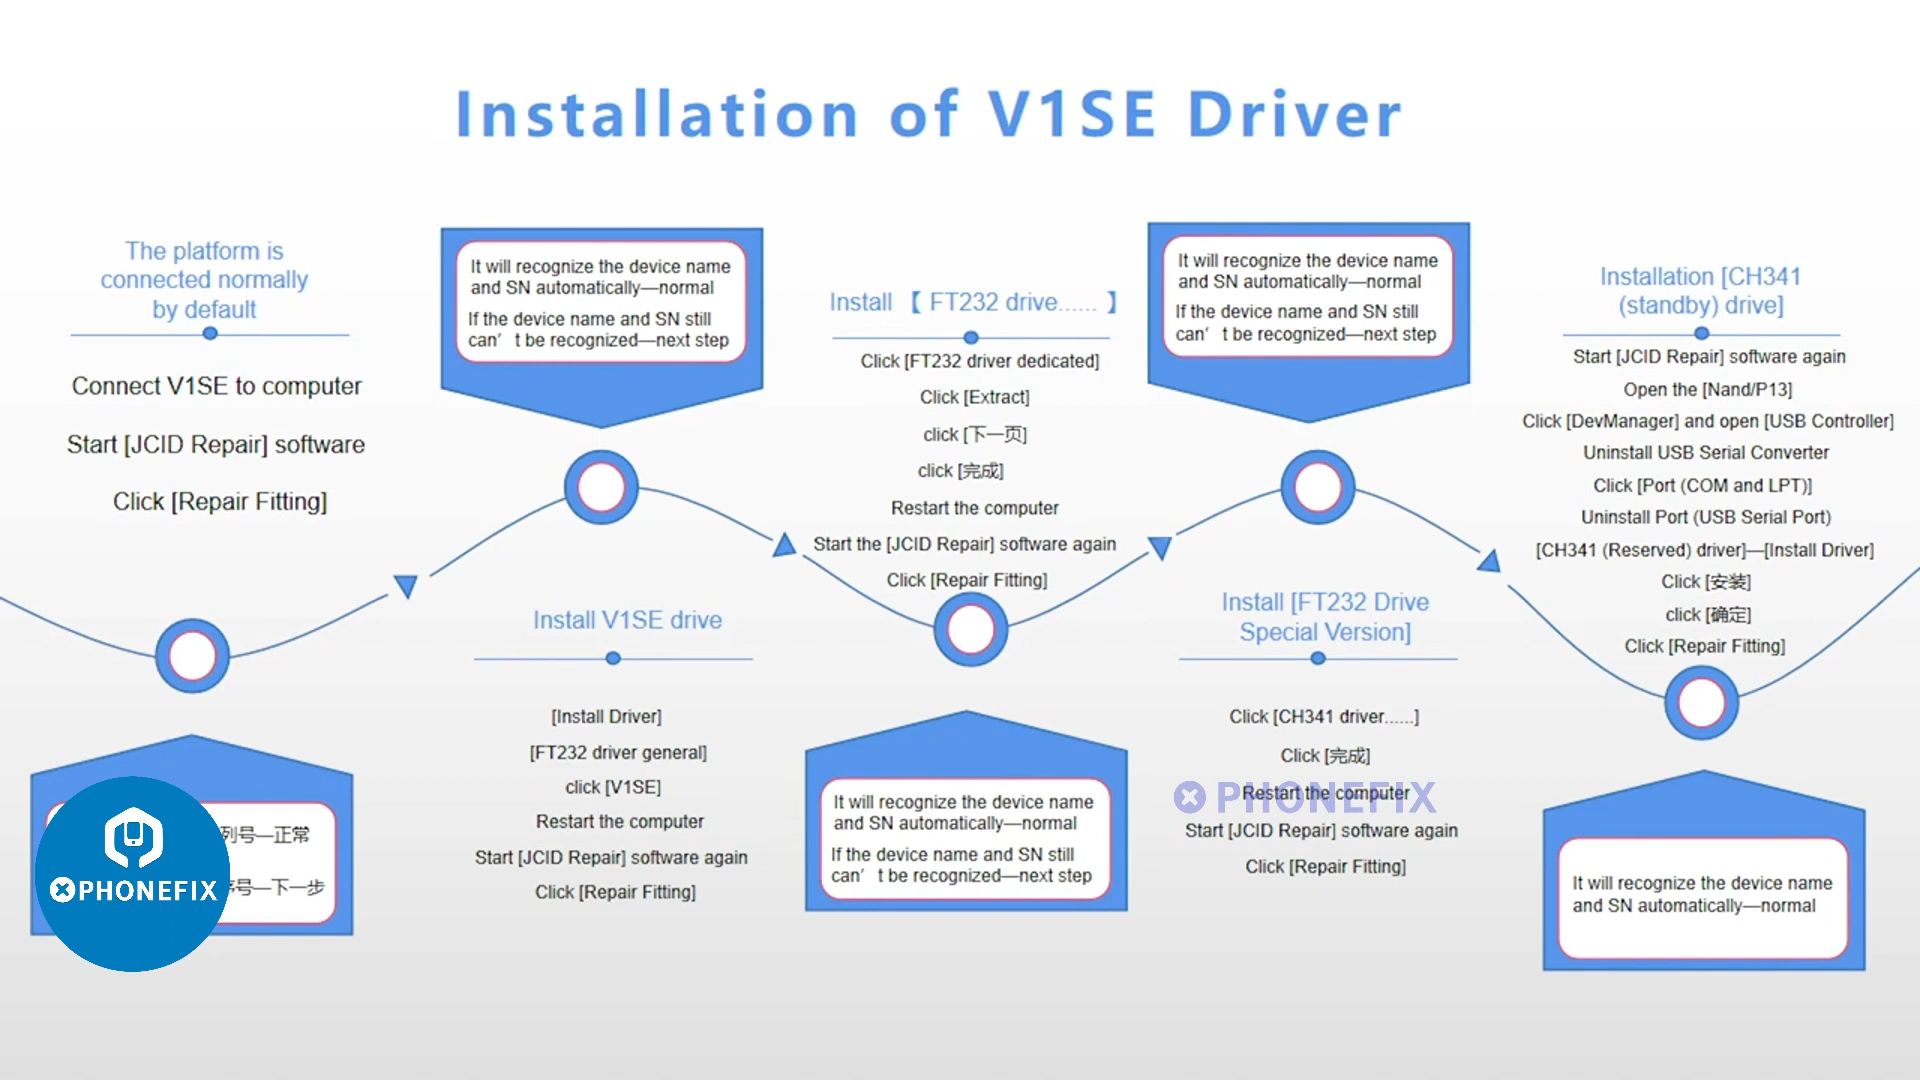 Installation of V1SE Driver
The platform is
connected normally
by default
Connect V1SE to computer
Start [JCID Repair] software
Click [Repair Fitting]
列号—正常
序号—下一步
PHONEFIX
It will recognize the device name
and SN automatically—normal
If the device name and SN still
can’t be recognized—next step
Install V1SE drive
[Install Driver]
[FT232 driver general]
click [V1SE]
Restart the computer
Start [JCID Repair] software again
Click [Repair Fitting]
Install 【 FT232 drive...... 】
Click [FT232 driver dedicated]
Click [Extract]
click [下一页]
click [完成]
Restart the computer
Start the [JCID Repair] software again
Click [Repair Fitting]
It will recognize the device name
and SN automatically—normal
If the device name and SN still
can’t be recognized—next step
It will recognize the device name
and SN automatically—normal
If the device name and SN still
can’t be recognized—next step
Install [FT232 Drive
Special Version]
Click [CH341 driver......]
Click [完成]
Restart the computer
PHONEFIX
Start [JCID Repair] software again
Click [Repair Fitting]
Installation [CH341
(standby) drive]
Start [JCID Repair] software again
Open the [Nand/P13]
Click [DevManager] and open [USB Controller]
Uninstall USB Serial Converter
Click [Port (COM and LPT)]
Uninstall Port (USB Serial Port)
[CH341 (Reserved) driver]—[Install Driver]
Click [安装]
click [确定]
Click [Repair Fitting]
It will recognize the device name
and SN automatically—normal